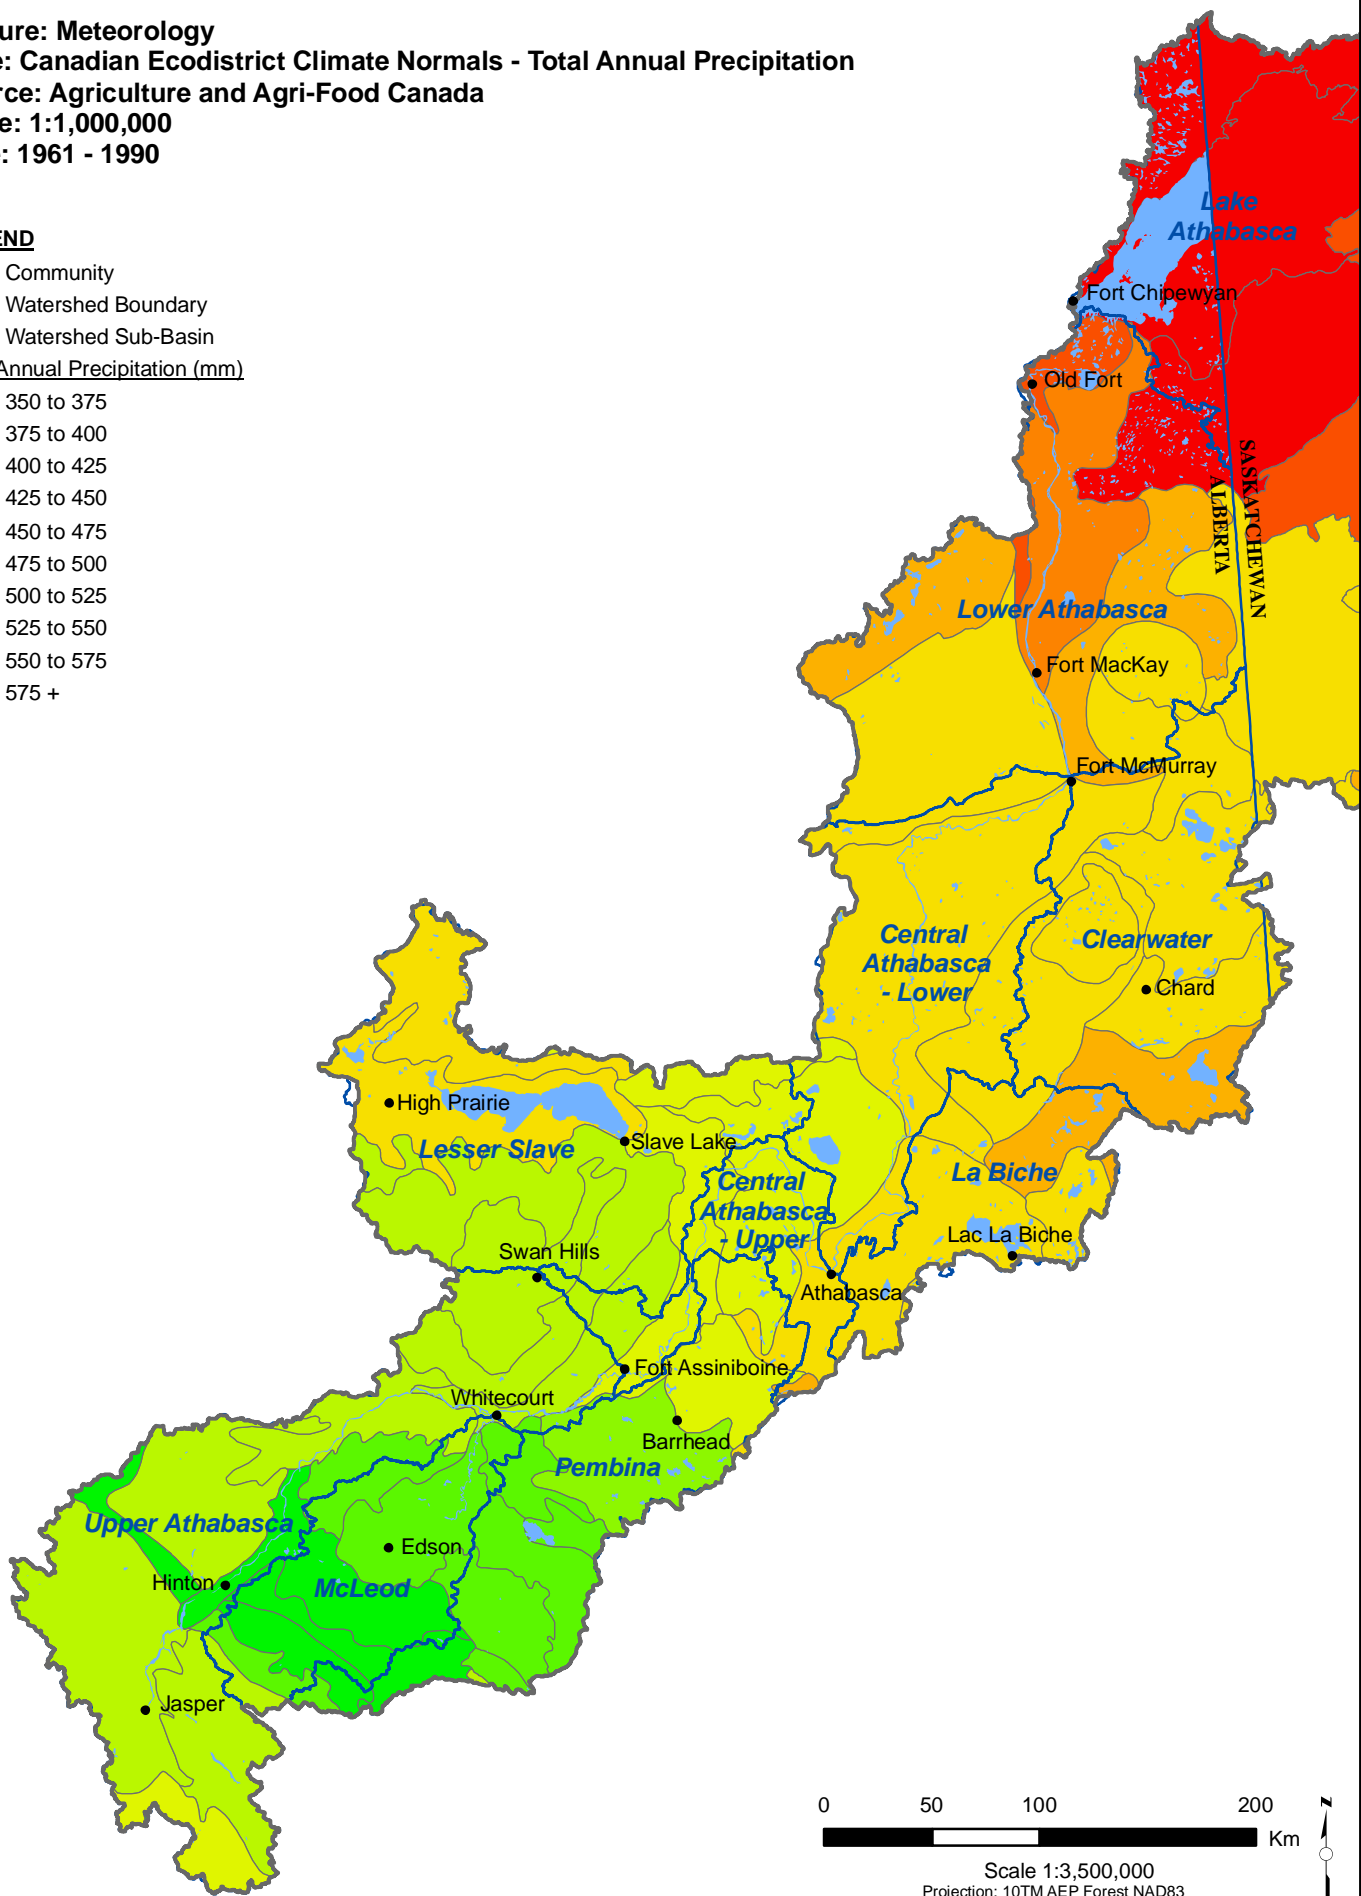 ure: Meteorology
: Canadian Ecodistrict Climate Normals - Total Annual Precipitation
rce: Agriculture and Agri-Food Canada
e: 1:1,000,000
: 1961 - 1990
END
Community
Watershed Boundary
Watershed Sub-Basin
Annual Precipitation (mm)
350 to 375
375 to 400
400 to 425
425 to 450
450 to 475
475 to 500
500 to 525
525 to 550
550 to 575
575 +
Lake
Athabasca
Fort Chipewyan
Old Fort
SASKATCHEWAN
ALBERTA
Lower Athabasca
Fort MacKay
Fort McMurray
Central
Athabasca
- Lower
Clearwater
Chard
High Prairie
Lesser Slave
Slave Lake
Central
Athabasca
- Upper
La Biche
Lac La Biche
Swan Hills
Athabasca
Fort Assiniboine
Whitecourt
Barrhead
Pembina
Upper Athabasca
Edson
Hinton
McLeod
Jasper
0 50 100 200
Km
N
Scale 1:3,500,000
Projection: 10TM AEP Forest NAD83